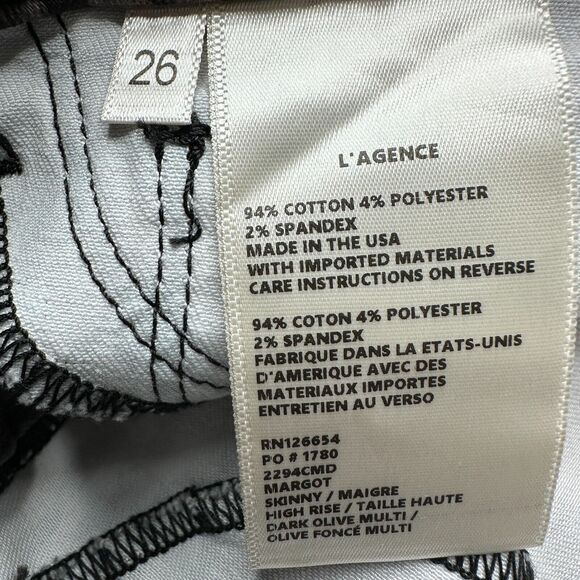 26
L'AGENCE
94% COTTON 4% POLYESTER
2% SPANDEX
MADE IN THE USA
WITH IMPORTED MATERIALS
CARE INSTRUCTIONS ON REVERSE
94% COTON 4% POLYESTER
2% SPANDEX
FABRIQUE DANS LA ETATS-UNIS
D'AMERIQUE AVEC DES
MATERIAUX IMPORTES
ENTRETIEN AU VERSO
RN126654
PO # 1780
2294CMD
MARGOT
SKINNY / MAIGRE
HIGH RISE / TAILLE HAUTE
DARK OLIVE MULTI /
OLIVE FONCÉ MULTI